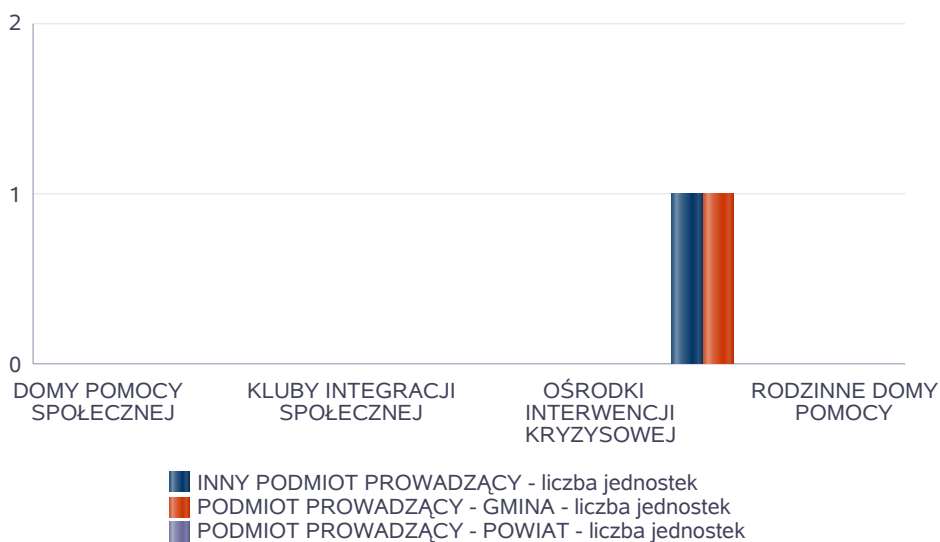 2
1
0
DOMY POMOCY
SPOŁECZNEJ
KLUBY INTEGRACJI
SPOŁECZNEJ
OŚRODKI
INTERWENCJI
KRYZYSOWEJ
RODZINNE DOMY
POMOCY
INNY PODMIOT PROWADZĄCY - liczba jednostek
PODMIOT PROWADZĄCY - GMINA - liczba jednostek
PODMIOT PROWADZĄCY - POWIAT - liczba jednostek